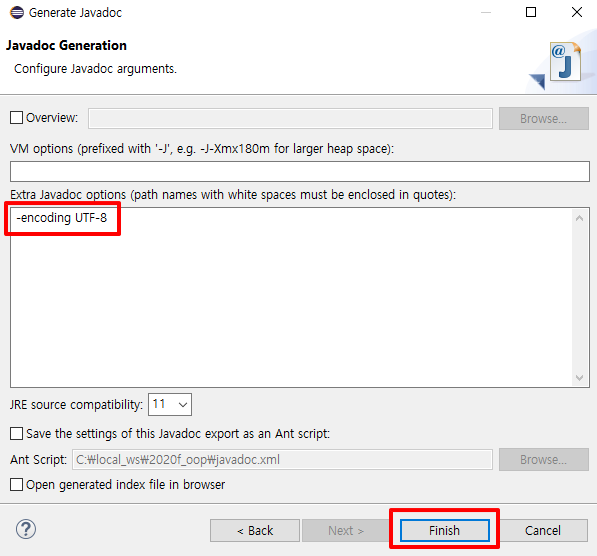 Generate Javadoc
Javadoc Generation
Configure Javadoc arguments.
@
J
Overview:
Browse...
VM options (prefixed with '-J', e.g. -J-Xmx180m for larger heap space):
Extra Javadoc options (path names with white spaces must be enclosed in quotes):
-encoding UTF-8
JRE source compatibility: 11
Save the settings of this Javadoc export as an Ant script:
Ant Script: C:₩local_ws₩2020f_oop₩javadoc.xml Browse...
Open generated index file in browser
? < Back Next > Finish Cancel